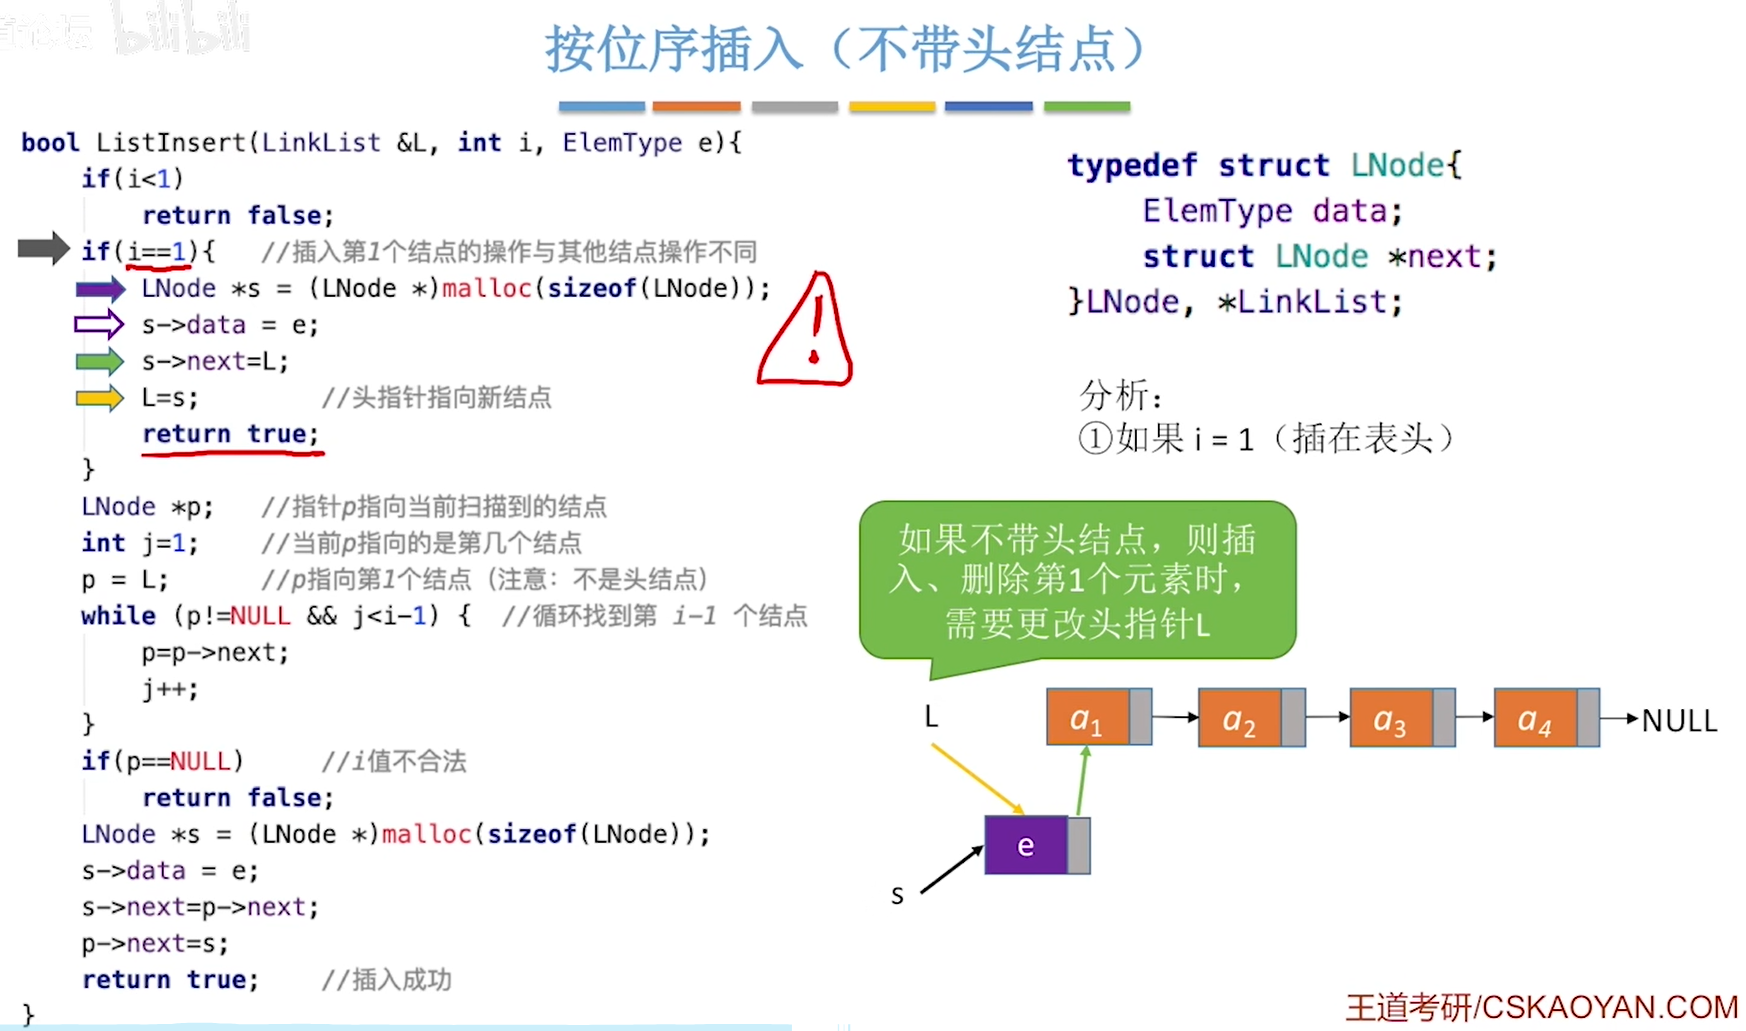 bilibili
按位序插入（不带头结点）
bool ListInsert(LinkList &L, int i, ElemType e){
if(i<1)
return false;
if(i==1){ //插入第1个结点的操作与其他结点操作不同
LNode *s = (LNode *)malloc(sizeof(LNode));
s->data = e;
s->next=L;
L=s; //头指针指向新结点
return true;
}
LNode *p; //指针p指向当前扫描到的结点
int j=1; //当前p指向的是第几个结点
p = L; //p指向第1个结点（注意：不是头结点）
while (p!=NULL && j<i-1) { //循环找到第 i-1 个结点
p=p->next;
j++;
}
if(p==NULL) //i值不合法
return false;
LNode *s = (LNode *)malloc(sizeof(LNode));
s->data = e;
s->next=p->next;
p->next=s;
return true; //插入成功
}
!
typedef struct LNode{
ElemType data;
struct LNode *next;
}LNode, *LinkList;
分析：
①如果 i = 1（插在表头）
如果不带头结点，则插
入、删除第1个元素时，
需要更改头指针L
L
a1 a2 a3 a4 NULL
e
s
王道考研/CSKAOYAN.COM